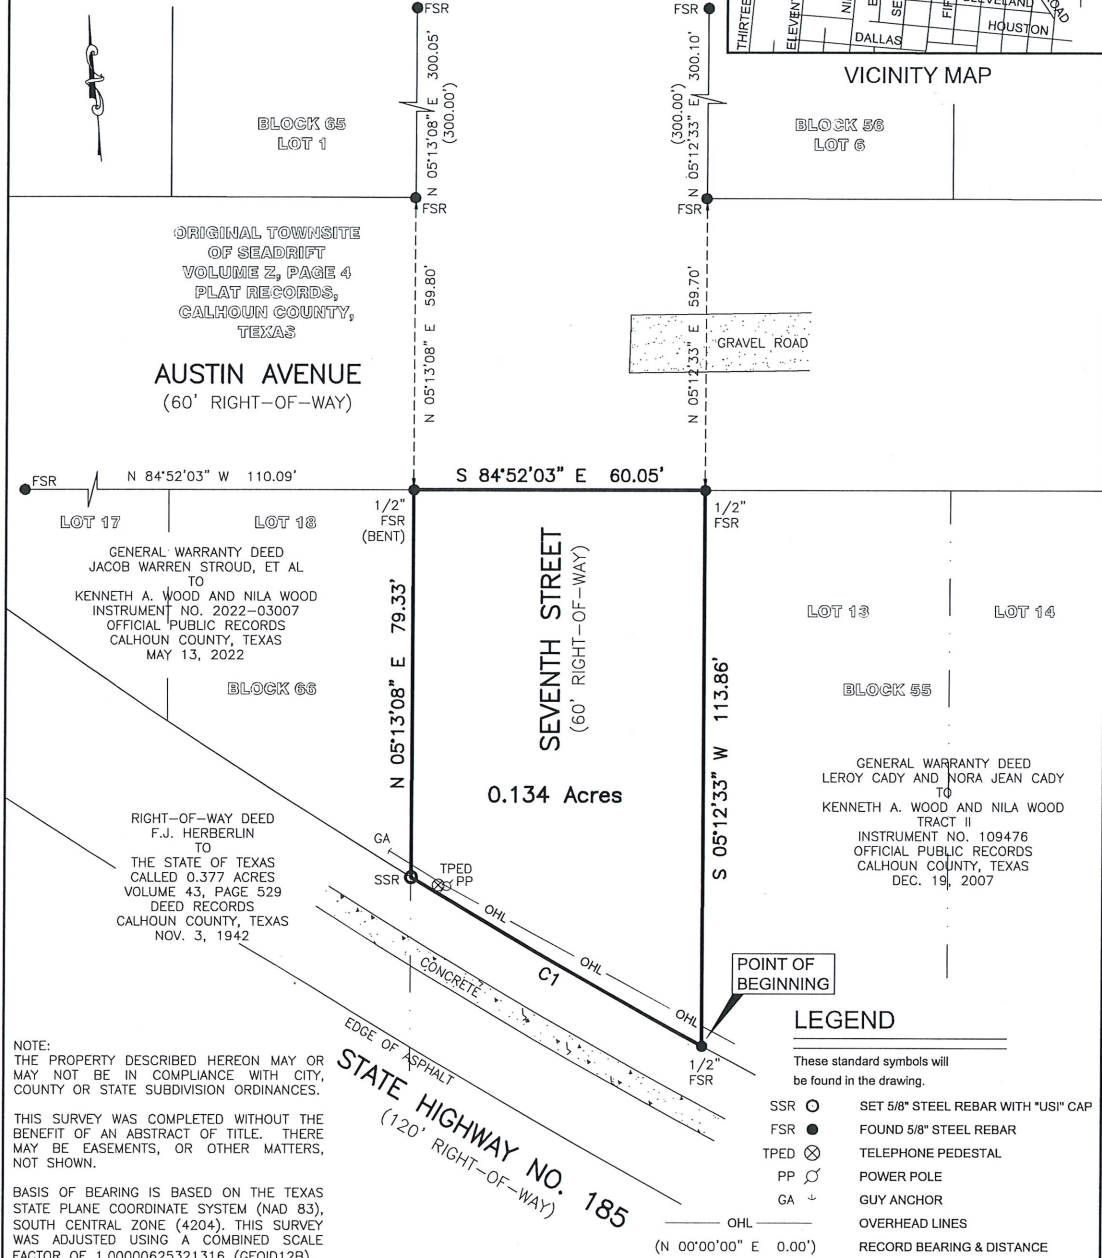 FSR
FSR
N 05°13'08" E 300.05'
(300.00')
(300.00')
N 05°12'33" E 300.10'
CLEVELAND
HOUSTON
DALLAS
VICINITY MAP
BLOCK 65
LOT 1
BLOCK 56
LOT 6
FSR
FSR
ORIGINAL TOWNSITE
OF SEADRIFT
VOLUME Z, PAGE 4
PLAT RECORDS,
CALHOUN COUNTY,
TEXAS
N 05°13'08" E 59.80'
N 05°12'33" E 59.70'
GRAVEL ROAD
AUSTIN AVENUE
(60' RIGHT-OF-WAY)
FSR
N 84°52'03" W 110.09'
S 84°52'03" E 60.05'
LOT 17
LOT 18
1/2"
FSR
(BENT)
1/2"
FSR
GENERAL WARRANTY DEED
JACOB WARREN STROUD, ET AL
TO
KENNETH A. WOOD AND NILA WOOD
INSTRUMENT NO. 2022-03007
OFFICIAL PUBLIC RECORDS
CALHOUN COUNTY, TEXAS
MAY 13, 2022
BLOCK 66
N 05°13'08" E 79.33'
SEVENTH STREET
(60' RIGHT-OF-WAY)
0.134 Acres
S 05°12'33" W 113.86'
LOT 13
LOT 14
BLOCK 55
GENERAL WARRANTY DEED
LEROY CADY AND NORA JEAN CADY
TO
KENNETH A. WOOD AND NILA WOOD
TRACT II
INSTRUMENT NO. 109476
OFFICIAL PUBLIC RECORDS
CALHOUN COUNTY, TEXAS
DEC. 19, 2007
RIGHT-OF-WAY DEED
F.J. HERBERLIN
TO
THE STATE OF TEXAS
CALLED 0.377 ACRES
VOLUME 43, PAGE 529
DEED RECORDS
CALHOUN COUNTY, TEXAS
NOV. 3, 1942
GA
SSR
TPED
PP
OHL
OHL
OHL
C1
CONCRETE
POINT OF
BEGINNING
1/2"
FSR
EDGE OF ASPHALT
STATE HIGHWAY NO. 185
(120' RIGHT-OF-WAY)
NOTE:
THE PROPERTY DESCRIBED HEREON MAY OR
MAY NOT BE IN COMPLIANCE WITH CITY,
COUNTY OR STATE SUBDIVISION ORDINANCES.
THIS SURVEY WAS COMPLETED WITHOUT THE
BENEFIT OF AN ABSTRACT OF TITLE. THERE
MAY BE EASEMENTS, OR OTHER MATTERS,
NOT SHOWN.
BASIS OF BEARING IS BASED ON THE TEXAS
STATE PLANE COORDINATE SYSTEM (NAD 83),
SOUTH CENTRAL ZONE (4204). THIS SURVEY
WAS ADJUSTED USING A COMBINED SCALE
FACTOR OF 1.00000625321316 (GEOID12B)
LEGEND
These standard symbols will
be found in the drawing.
SSR SET 5/8" STEEL REBAR WITH "USI" CAP
FSR FOUND 5/8" STEEL REBAR
TPED TELEPHONE PEDESTAL
PP POWER POLE
GA GUY ANCHOR
OHL OVERHEAD LINES
(N 00°00'00" E 0.00') RECORD BEARING & DISTANCE